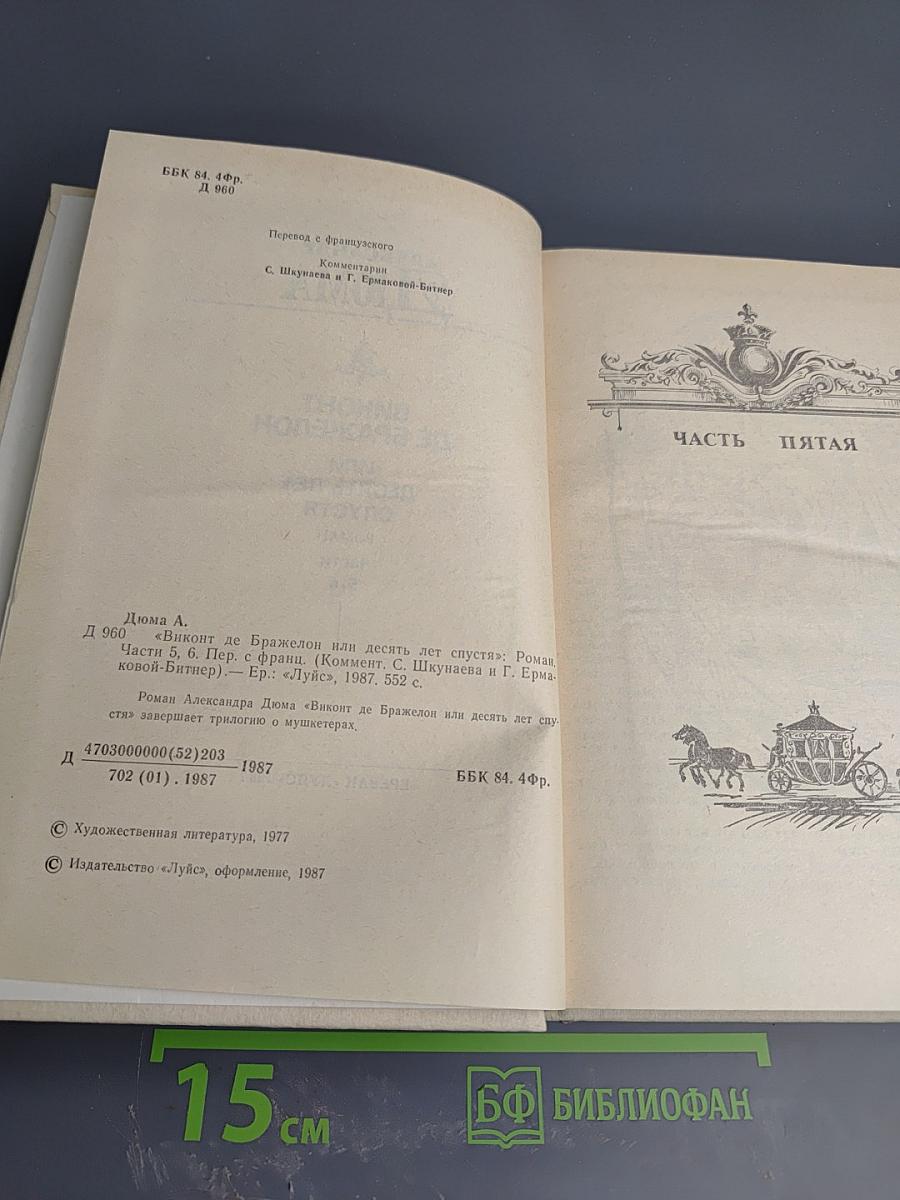 ББК 84. 4Фр.
Д 960
Перевод с французского
Комментарии
С. Шкунаева и Г. Ермаковой-Битнер
Дюма А.
Д 960 «Виконт де Бражелон или десять лет спустя»: Роман.
Части 5, 6. Пер. с франц. (Коммент. С. Шкунаева и Г. Ерма-
ковой-Битнер).— Ер.: «Луйс», 1987. 552 с.
Роман Александра Дюма «Виконт де Бражелон или десять лет спу-
стя» завершает трилогию о мушкетерах.
Д 4703000000(52)203 1987
702 (01) . 1987
ББК 84. 4Фр.
© Художественная литература, 1977
© Издательство «Луйс», оформление, 1987
ЧАСТЬ ПЯТАЯ
15 см
БФ БИБЛИОФАН